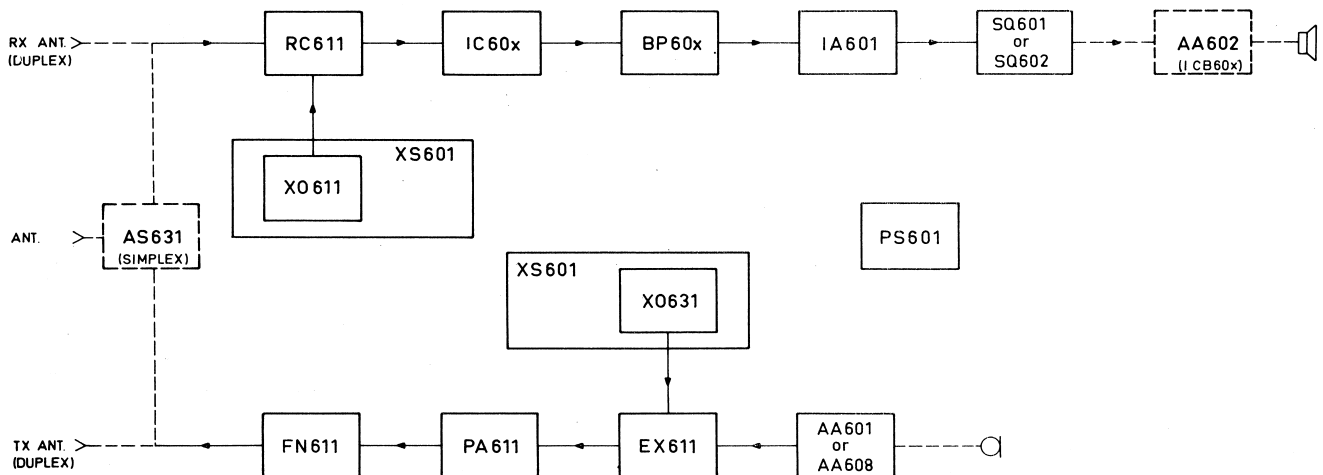 RX ANT.
(DUPLEX)
RC611
IC60x
BP60x
IA601
SQ601
or
SQ602
AA602
(I CB60x)
XS601
XO611
ANT.
AS631
(SIMPLEX)
PS601
XS601
XO631
TX ANT.
(DUPLEX)
FN611
PA611
EX611
AA601
or
AA608